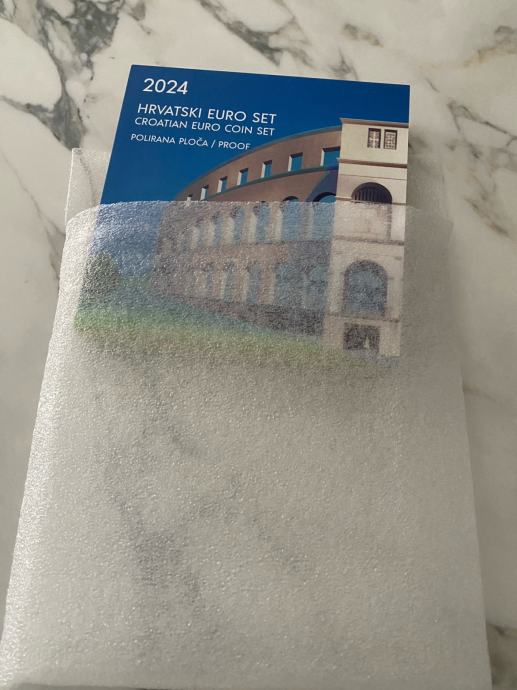 2024
HRVATSKI EURO SET
CROATIAN EURO COIN SET
POLIRANA PLOČA / PROOF